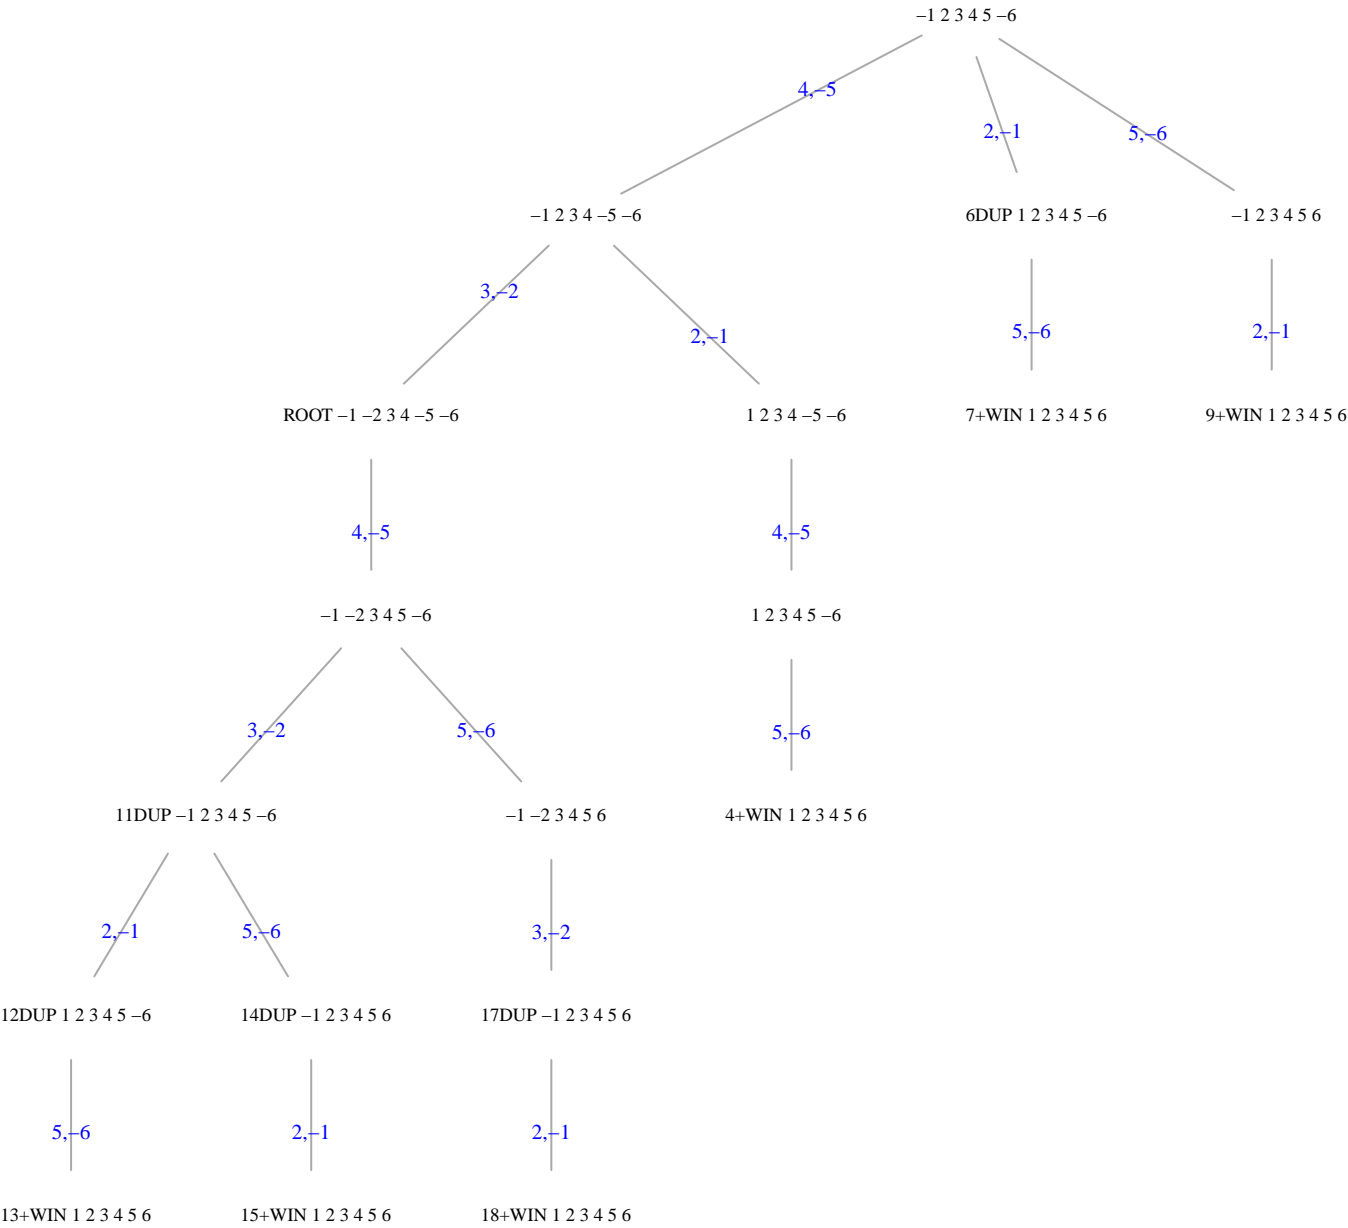 –1 2 3 4 5 –6
4,–5
2,–1
5,–6
–1 2 3 4 –5 –6
6DUP 1 2 3 4 5 –6
–1 2 3 4 5 6
3,–2
2,–1
5,–6
2,–1
ROOT –1 –2 3 4 –5 –6
1 2 3 4 –5 –6
7+WIN 1 2 3 4 5 6
9+WIN 1 2 3 4 5 6
4,–5
4,–5
–1 –2 3 4 5 –6
1 2 3 4 5 –6
3,–2
5,–6
5,–6
11DUP –1 2 3 4 5 –6
–1 –2 3 4 5 6
4+WIN 1 2 3 4 5 6
2,–1
5,–6
3,–2
12DUP 1 2 3 4 5 –6
14DUP –1 2 3 4 5 6
17DUP –1 2 3 4 5 6
5,–6
2,–1
2,–1
13+WIN 1 2 3 4 5 6
15+WIN 1 2 3 4 5 6
18+WIN 1 2 3 4 5 6